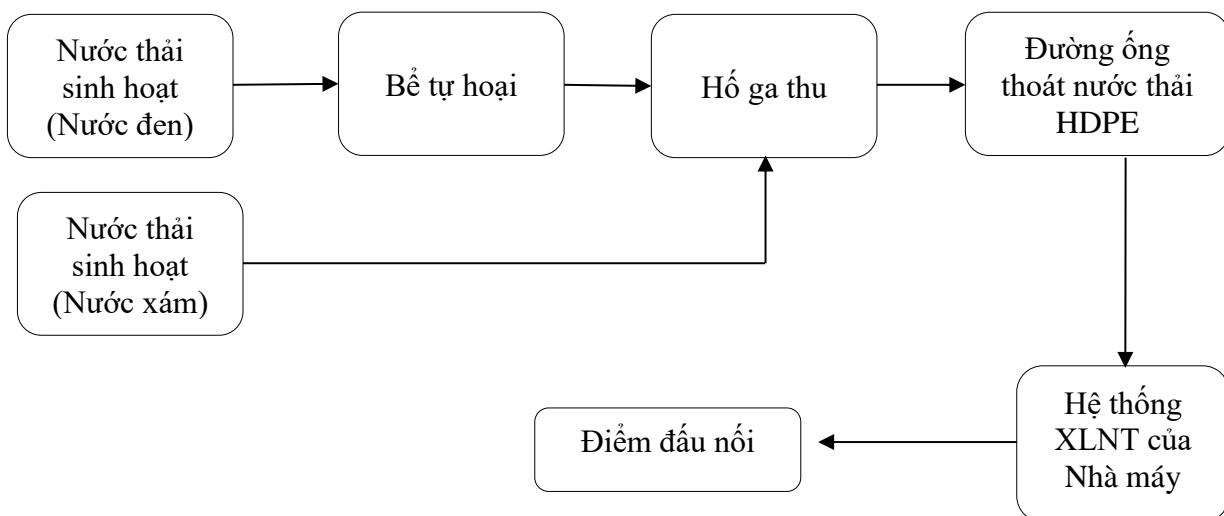 Nước thải
sinh hoạt
(Nước đen)
Bể tự hoại
Hố ga thu
Đường ống
thoát nước thải
HDPE
Nước thải
sinh hoạt
(Nước xám)
Hệ thống
XLNT của
Nhà máy
Điểm đấu nối